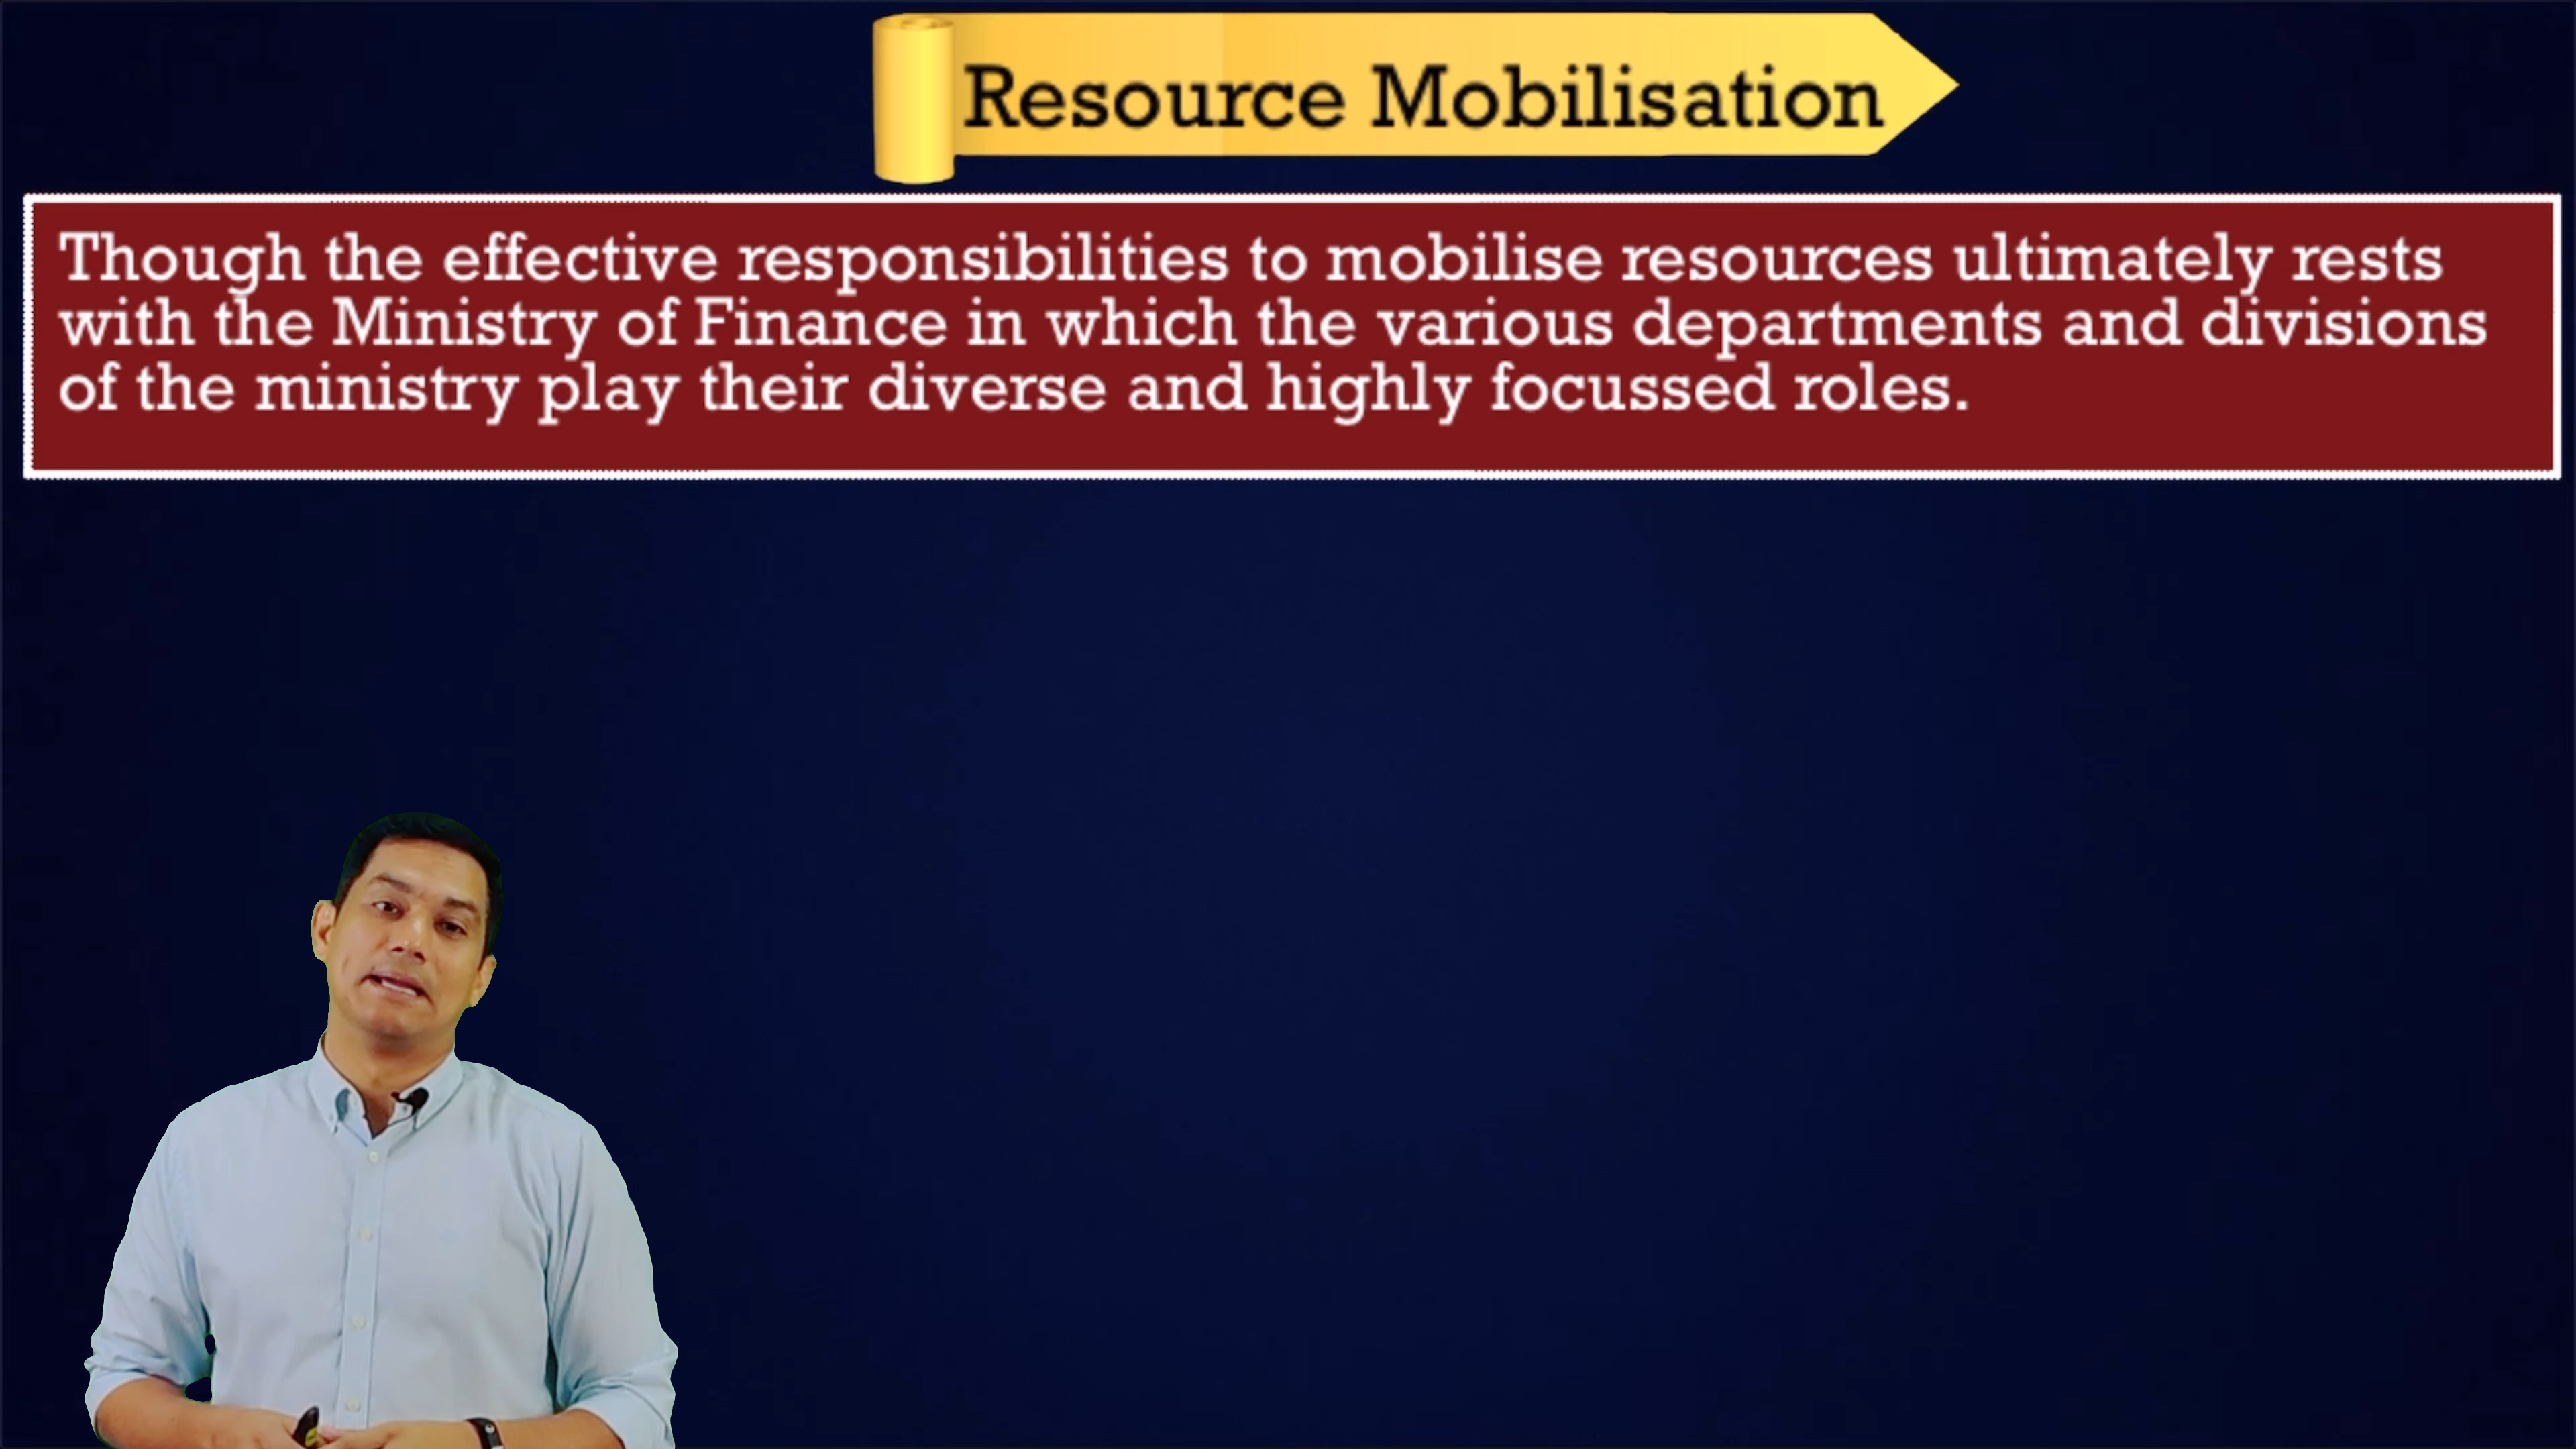 Resource Mobilisation
Though the effective responsibilities to mobilise resources ultimately rests
with the Ministry of Finance in which the various departments and divisions
of the ministry play their diverse and highly focussed roles.